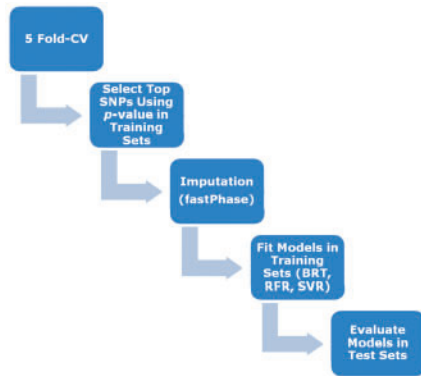 5 Fold-CV
Select Top
SNPs Using
p-value in
Training
Sets
Imputation
(fastPhase)
Fit Models in
Training
Sets (BRT,
RFR, SVR)
Evaluate
Models in
Test Sets